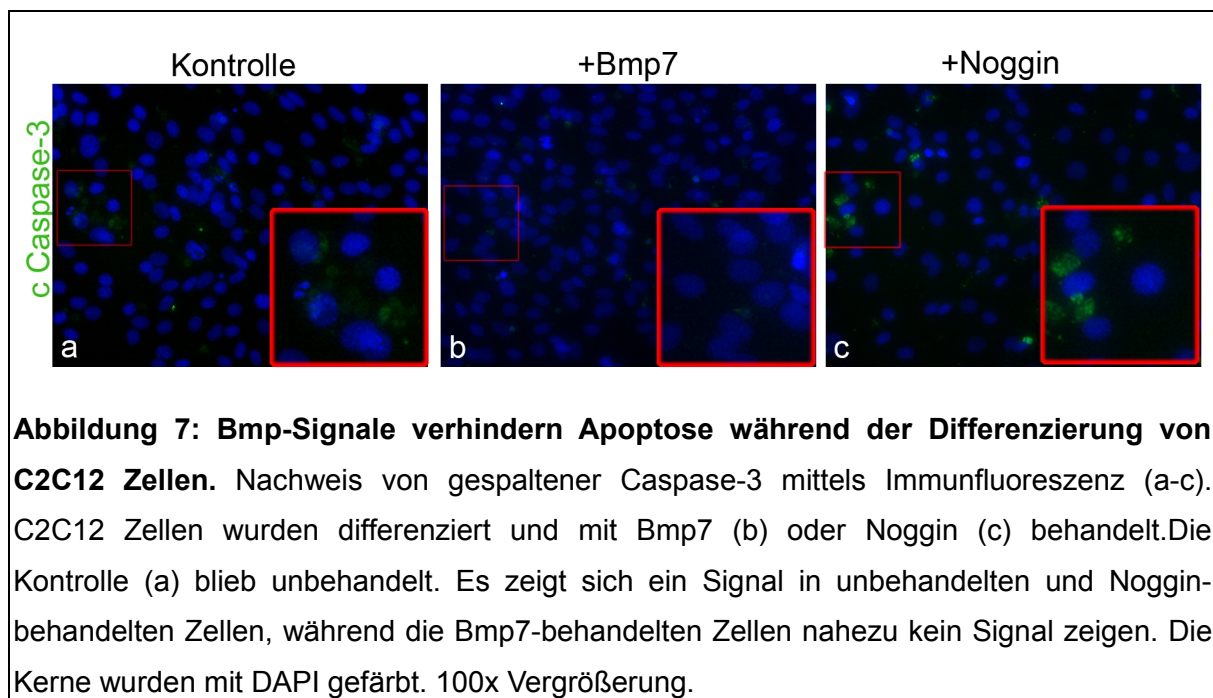 Kontrolle
+Bmp7
+Noggin
c Caspase-3
a
b
c
Abbildung 7: Bmp-Signale verhindern Apoptose während der Differenzierung von
C2C12 Zellen. Nachweis von gespaltener Caspase-3 mittels Immunfluoreszenz (a-c).
C2C12 Zellen wurden differenziert und mit Bmp7 (b) oder Noggin (c) behandelt.Die
Kontrolle (a) blieb unbehandelt. Es zeigt sich ein Signal in unbehandelten und Noggin-
behandelten Zellen, während die Bmp7-behandelten Zellen nahezu kein Signal zeigen. Die
Kerne wurden mit DAPI gefärbt. 100x Vergrößerung.